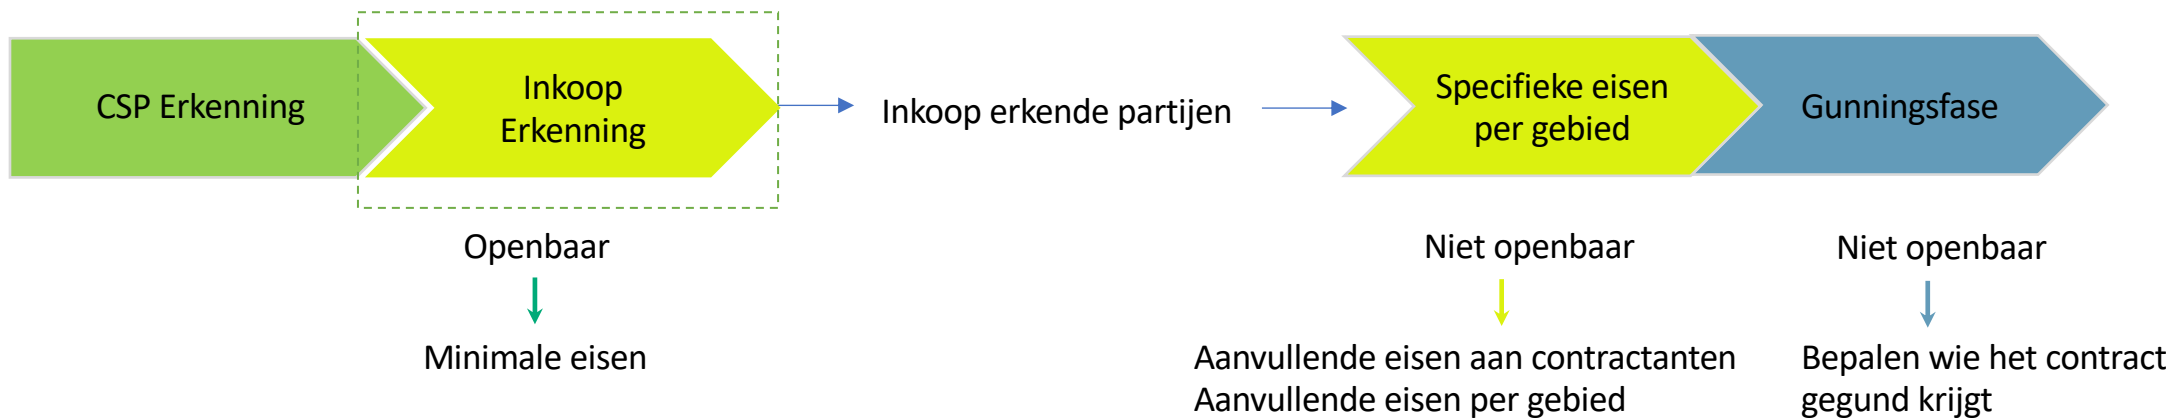 CSP Erkenning
Inkoop
Erkenning
Inkoop erkende partijen
Specifieke eisen
per gebied
Gunningsfase
Openbaar
Niet openbaar
Niet openbaar
Minimale eisen
Aanvullende eisen aan contractanten
Aanvullende eisen per gebied
Bepalen wie het contract
gegund krijgt